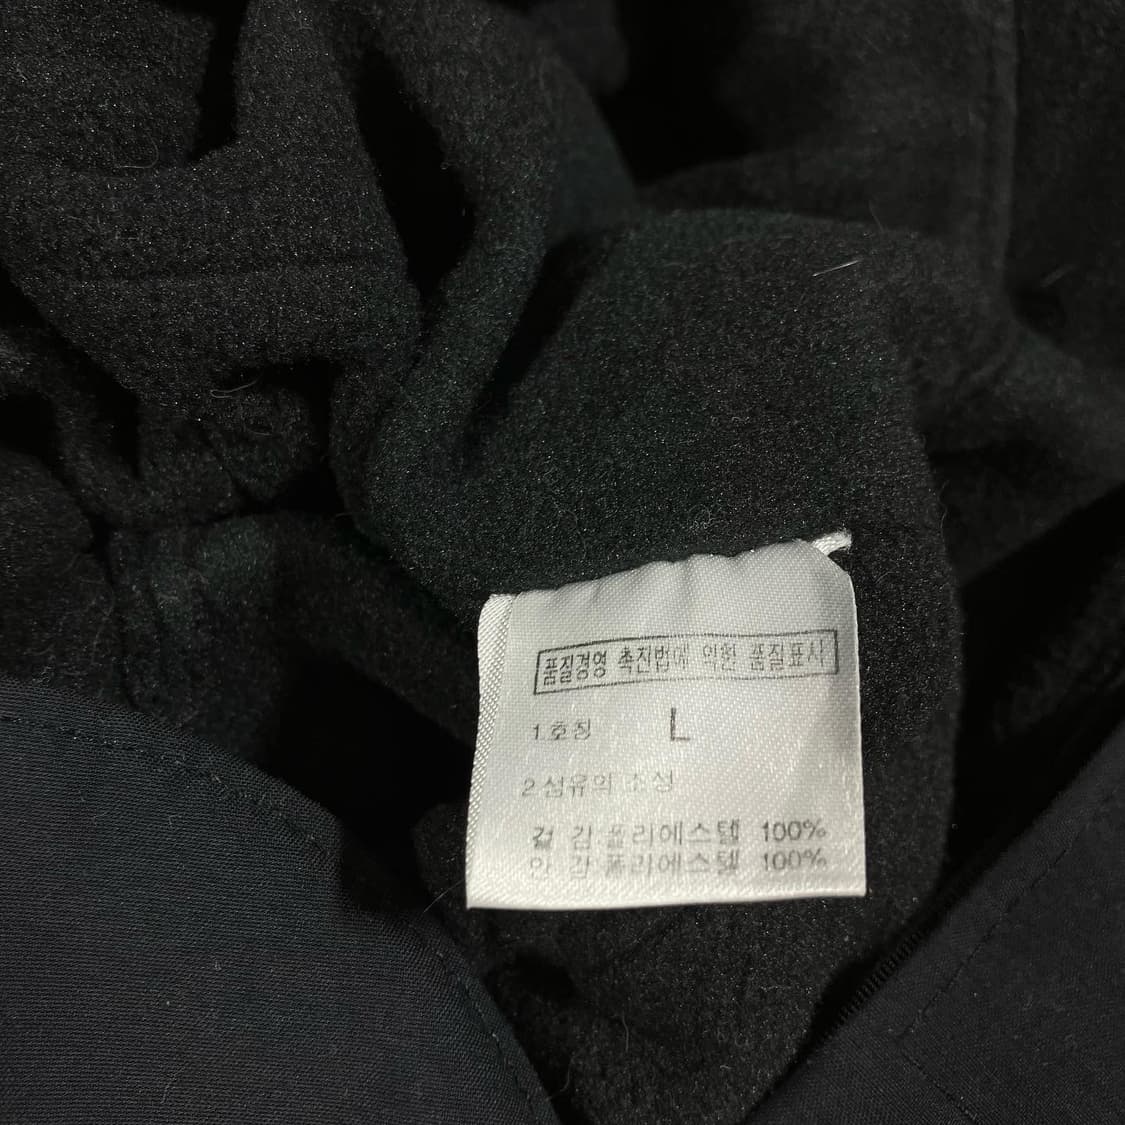 품질경영 촉진법에 의한 품질표시
1 호칭 L
2 섬유의 조성
겉 감 폴리에스텔 100%
안 감 폴리에스텔 100%